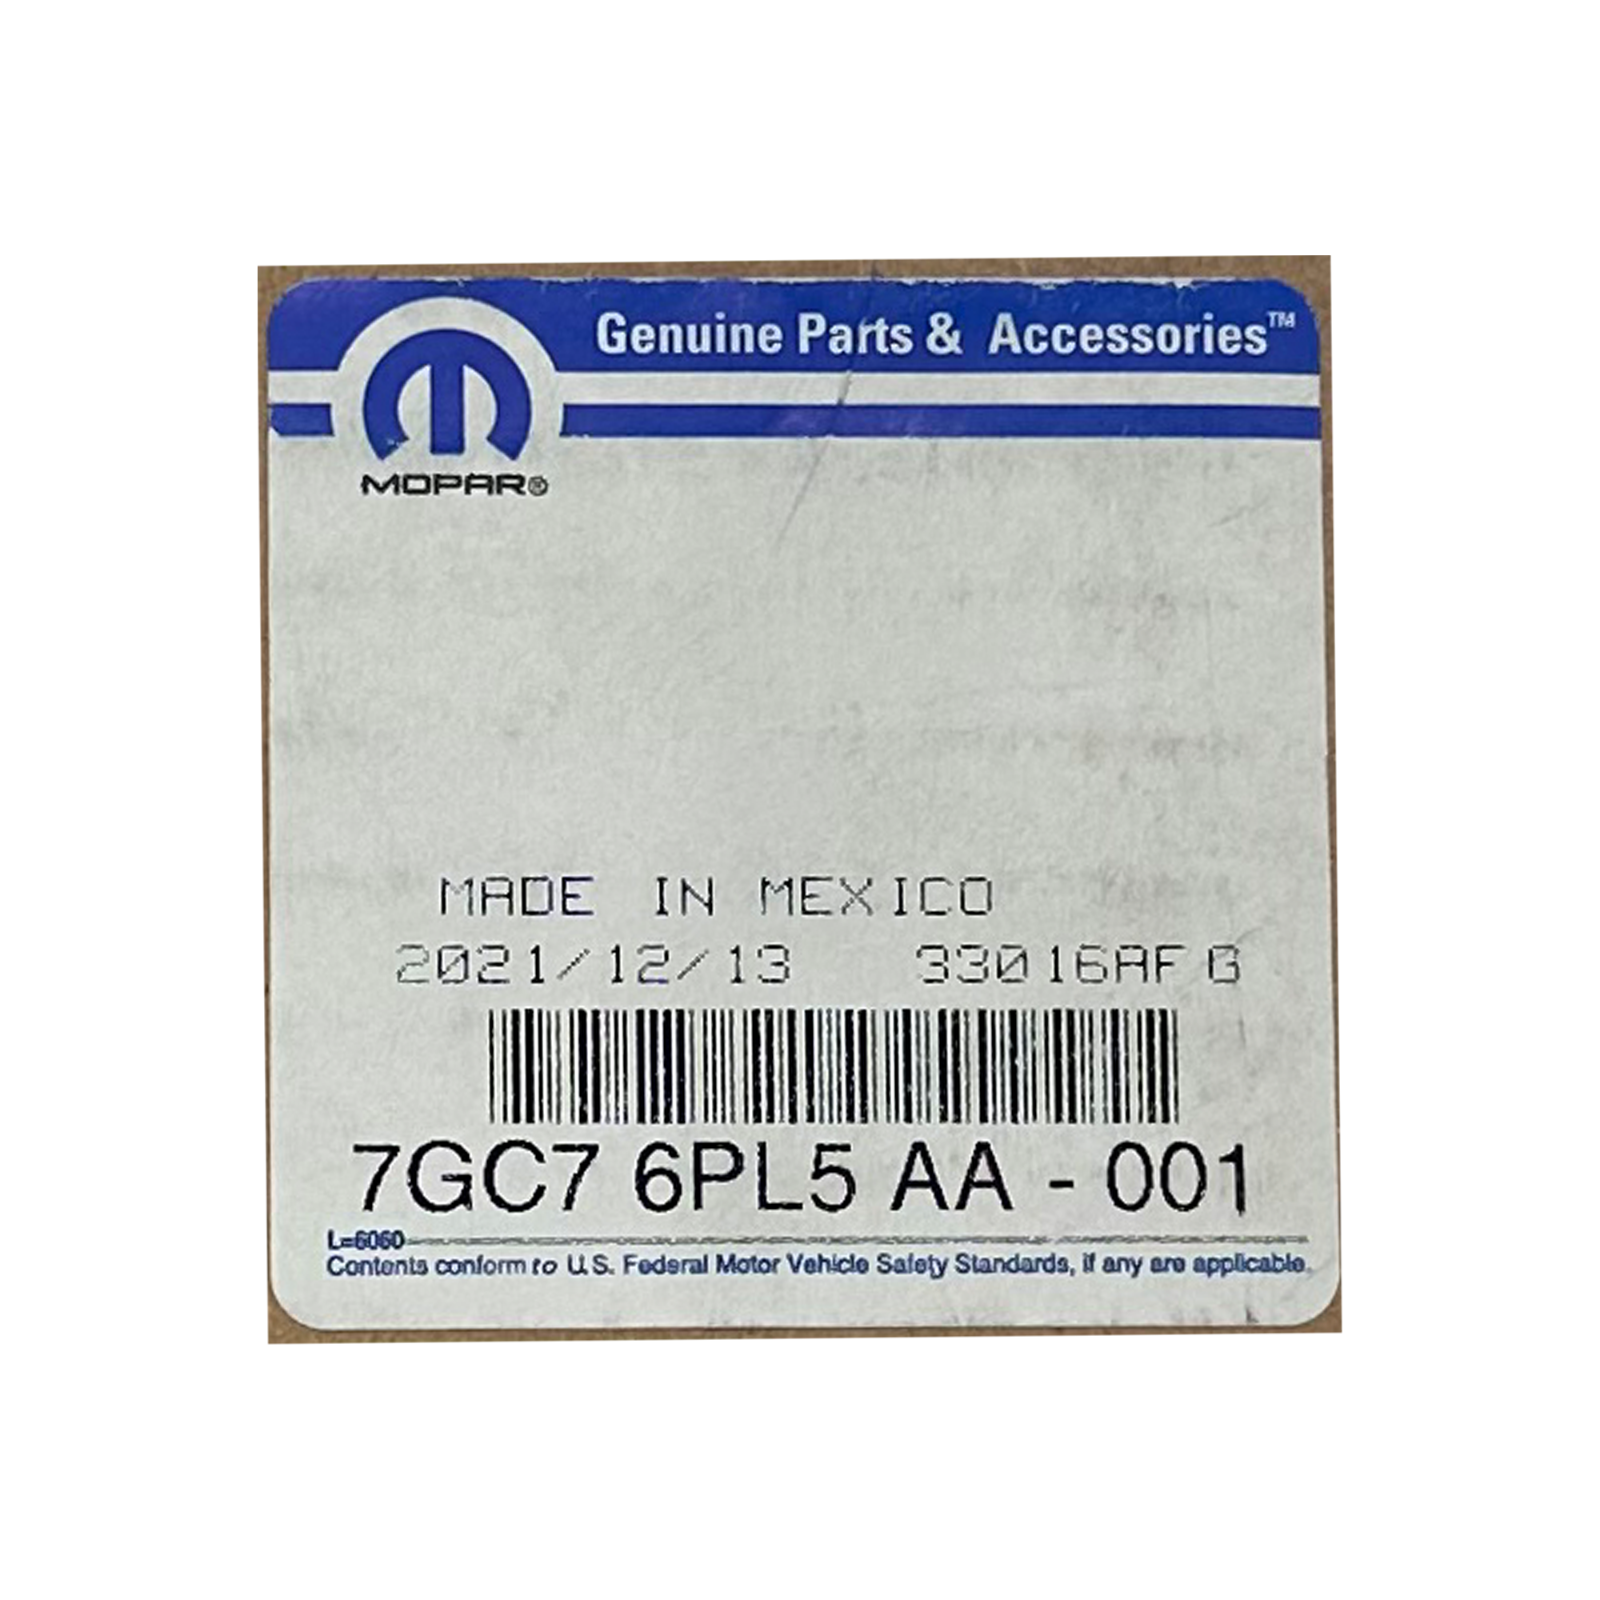 Genuine Parts & Accessories™
MOPAR®
MADE IN MEXICO
2021/12/13 33016AF G
7GC7 6PL5 AA - 001
L=6060
Contents conform to U.S. Federal Motor Vehicle Safety Standards, if any are applicable.